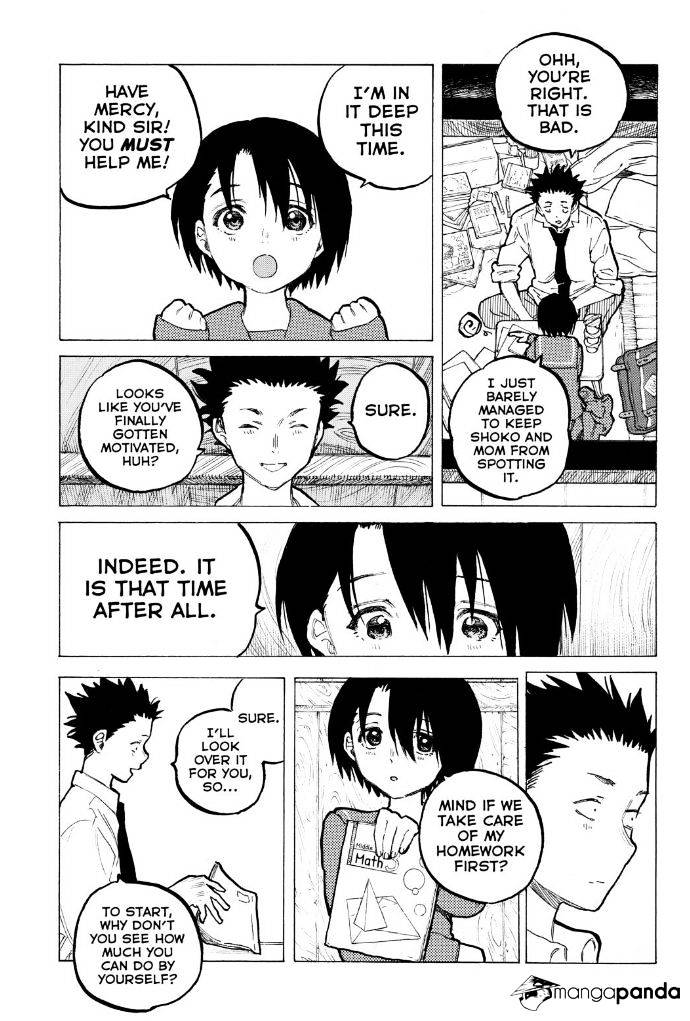 OHH,
YOU'RE
RIGHT.
THAT IS
BAD.
I JUST
BARELY
MANAGED
TO KEEP
SHOKO AND
MOM FROM
SPOTTING
IT.
I'M IN
IT DEEP
THIS
TIME.
HAVE
MERCY,
KIND SIR!
YOU MUST
HELP ME!
SURE.
LOOKS
LIKE YOU'VE
FINALLY
GOTTEN
MOTIVATED,
HUH?
INDEED. IT
IS THAT TIME
AFTER ALL.
MIND IF WE
TAKE CARE
OF MY
HOMEWORK
FIRST?
Middle
Math 3
SURE.
I'LL
LOOK
OVER IT
FOR YOU,
SO...
TO START,
WHY DON'T
YOU SEE HOW
MUCH YOU
CAN DO BY
YOURSELF?
mangapanda